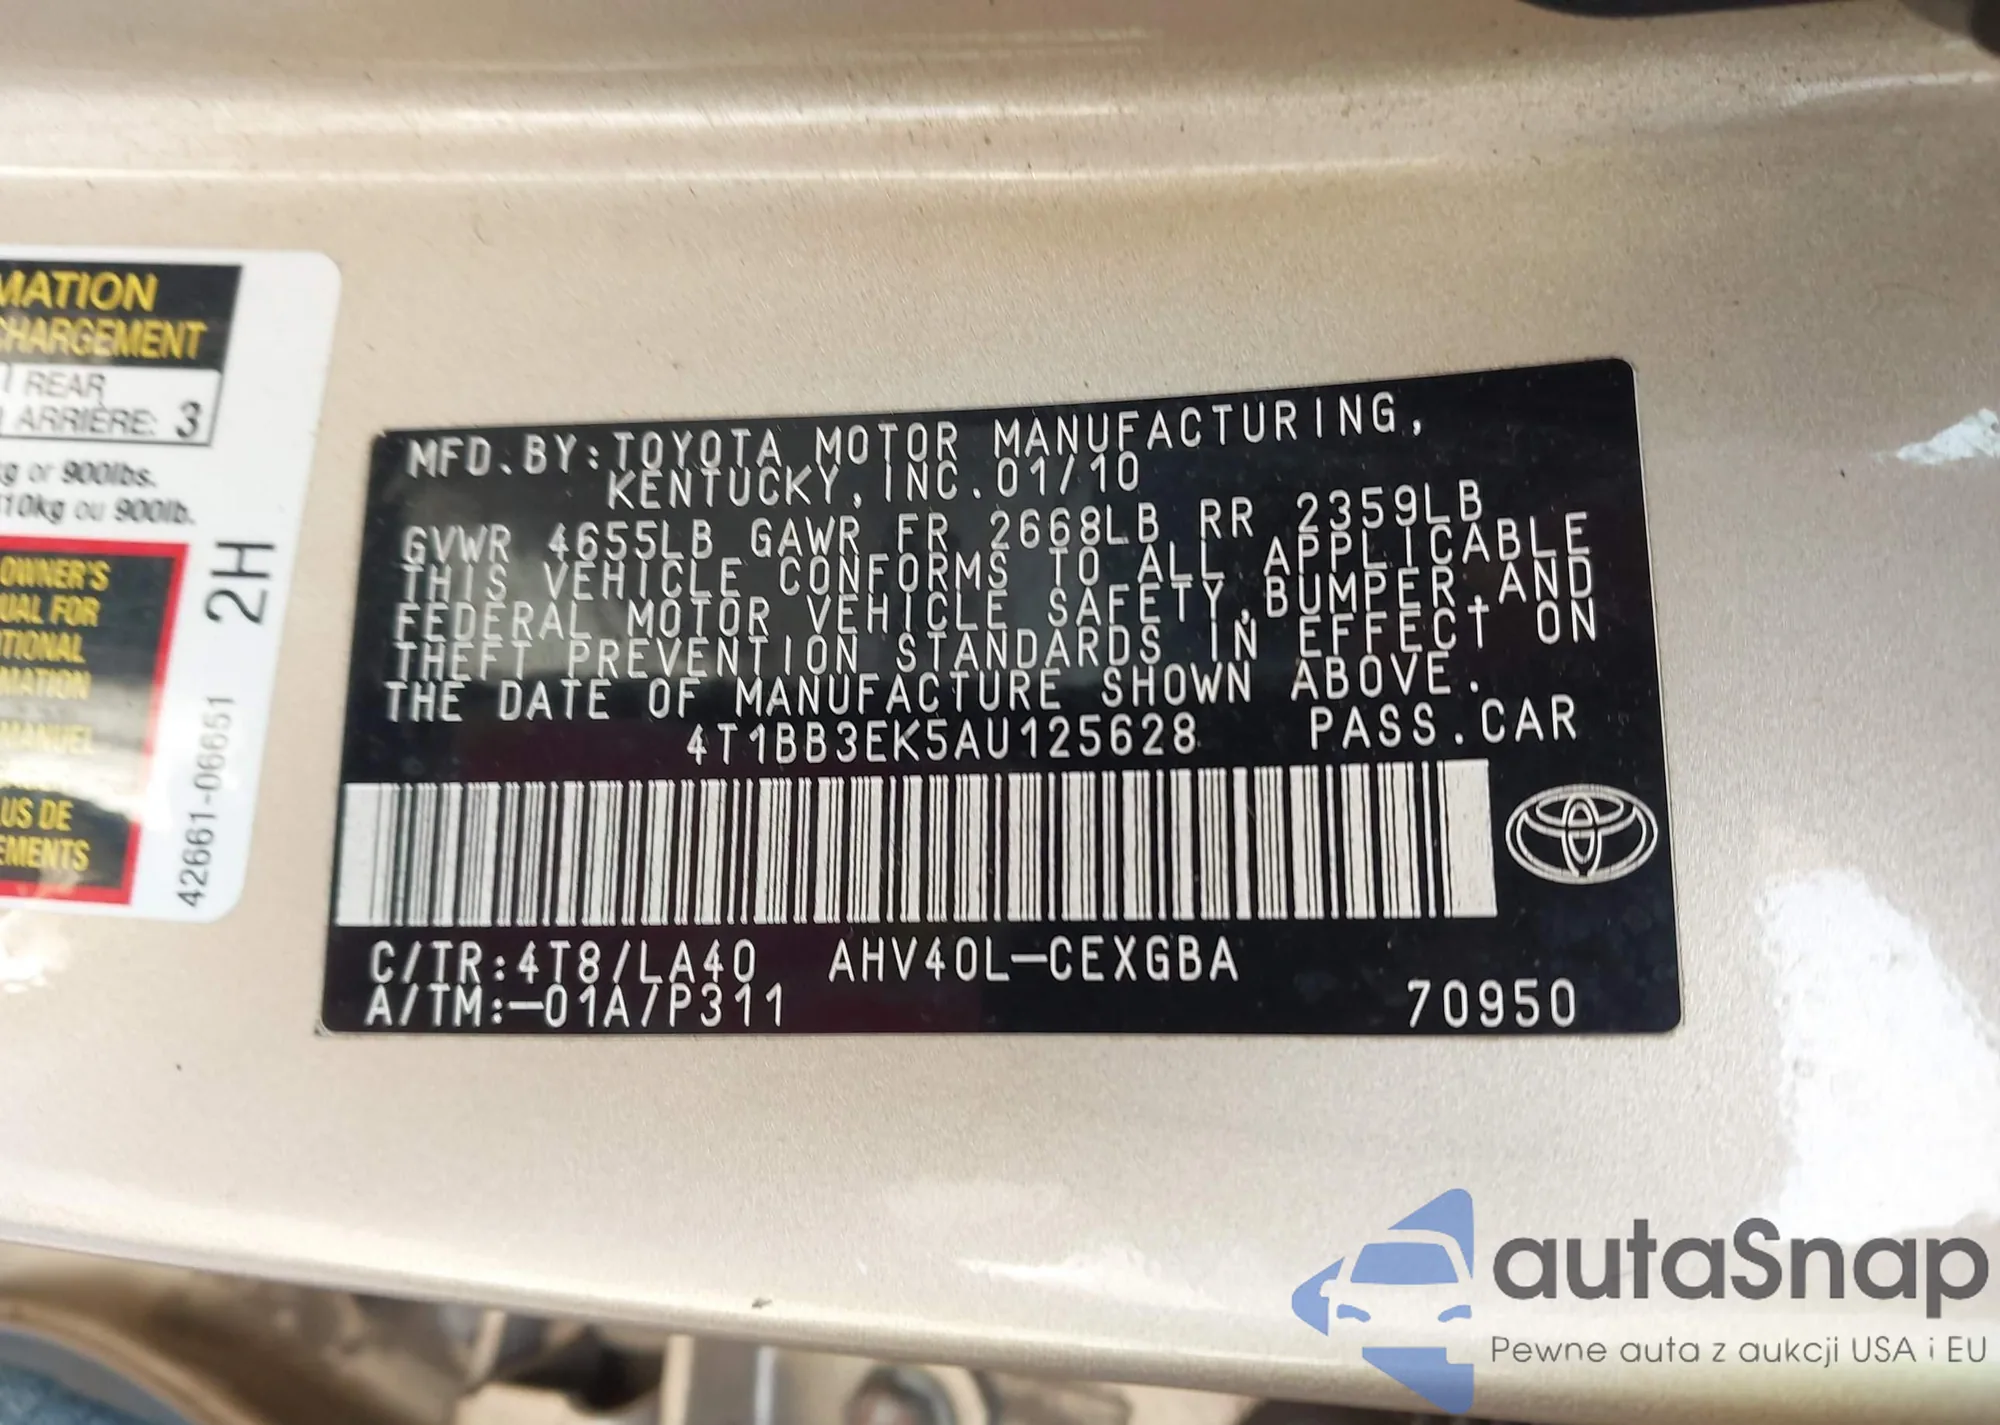 MATION
CHARGEMENT
REAR
ARRIÈRE: 3
kg or 900lbs.
410kg ou 900lb.
OWNER'S
UAL FOR
ITIONAL
MATION
MANUEL
US DE
EMENTS
42661-06651 2H
MFD.BY:TOYOTA MOTOR MANUFACTURING,
KENTUCKY,INC.01/10
GVWR 4655LB GAWR FR 2668LB RR 2359LB
THIS VEHICLE CONFORMS TO ALL APPLICABLE
FEDERAL MOTOR VEHICLE SAFETY,BUMPER,AND
THEFT PREVENTION STANDARDS IN EFFECT ON
THE DATE OF MANUFACTURE SHOWN ABOVE.
4T1BB3EK5AU125628 PASS.CAR
C/TR:4T8/LA40 AHV40L-CEXGBA
A/TM:-01A/P311 70950
autaSnap
Pewne auta z aukcji USA i EU